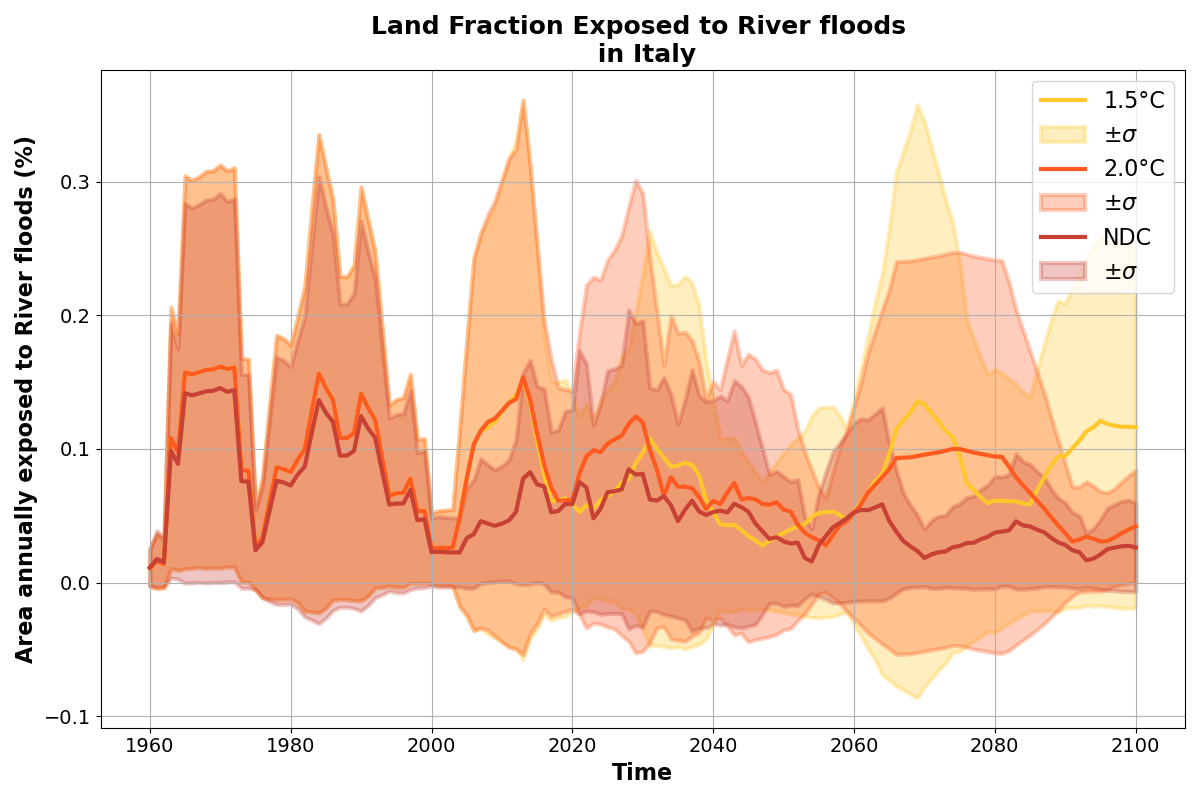 Land Fraction Exposed to River floods
in Italy
Area annually exposed to River floods (%)
0.3
0.2
0.1
0.0
−0.1
1960
1980
2000
2020
2040
2060
2080
2100
Time
1.5°C
±σ
2.0°C
±σ
NDC
±σ